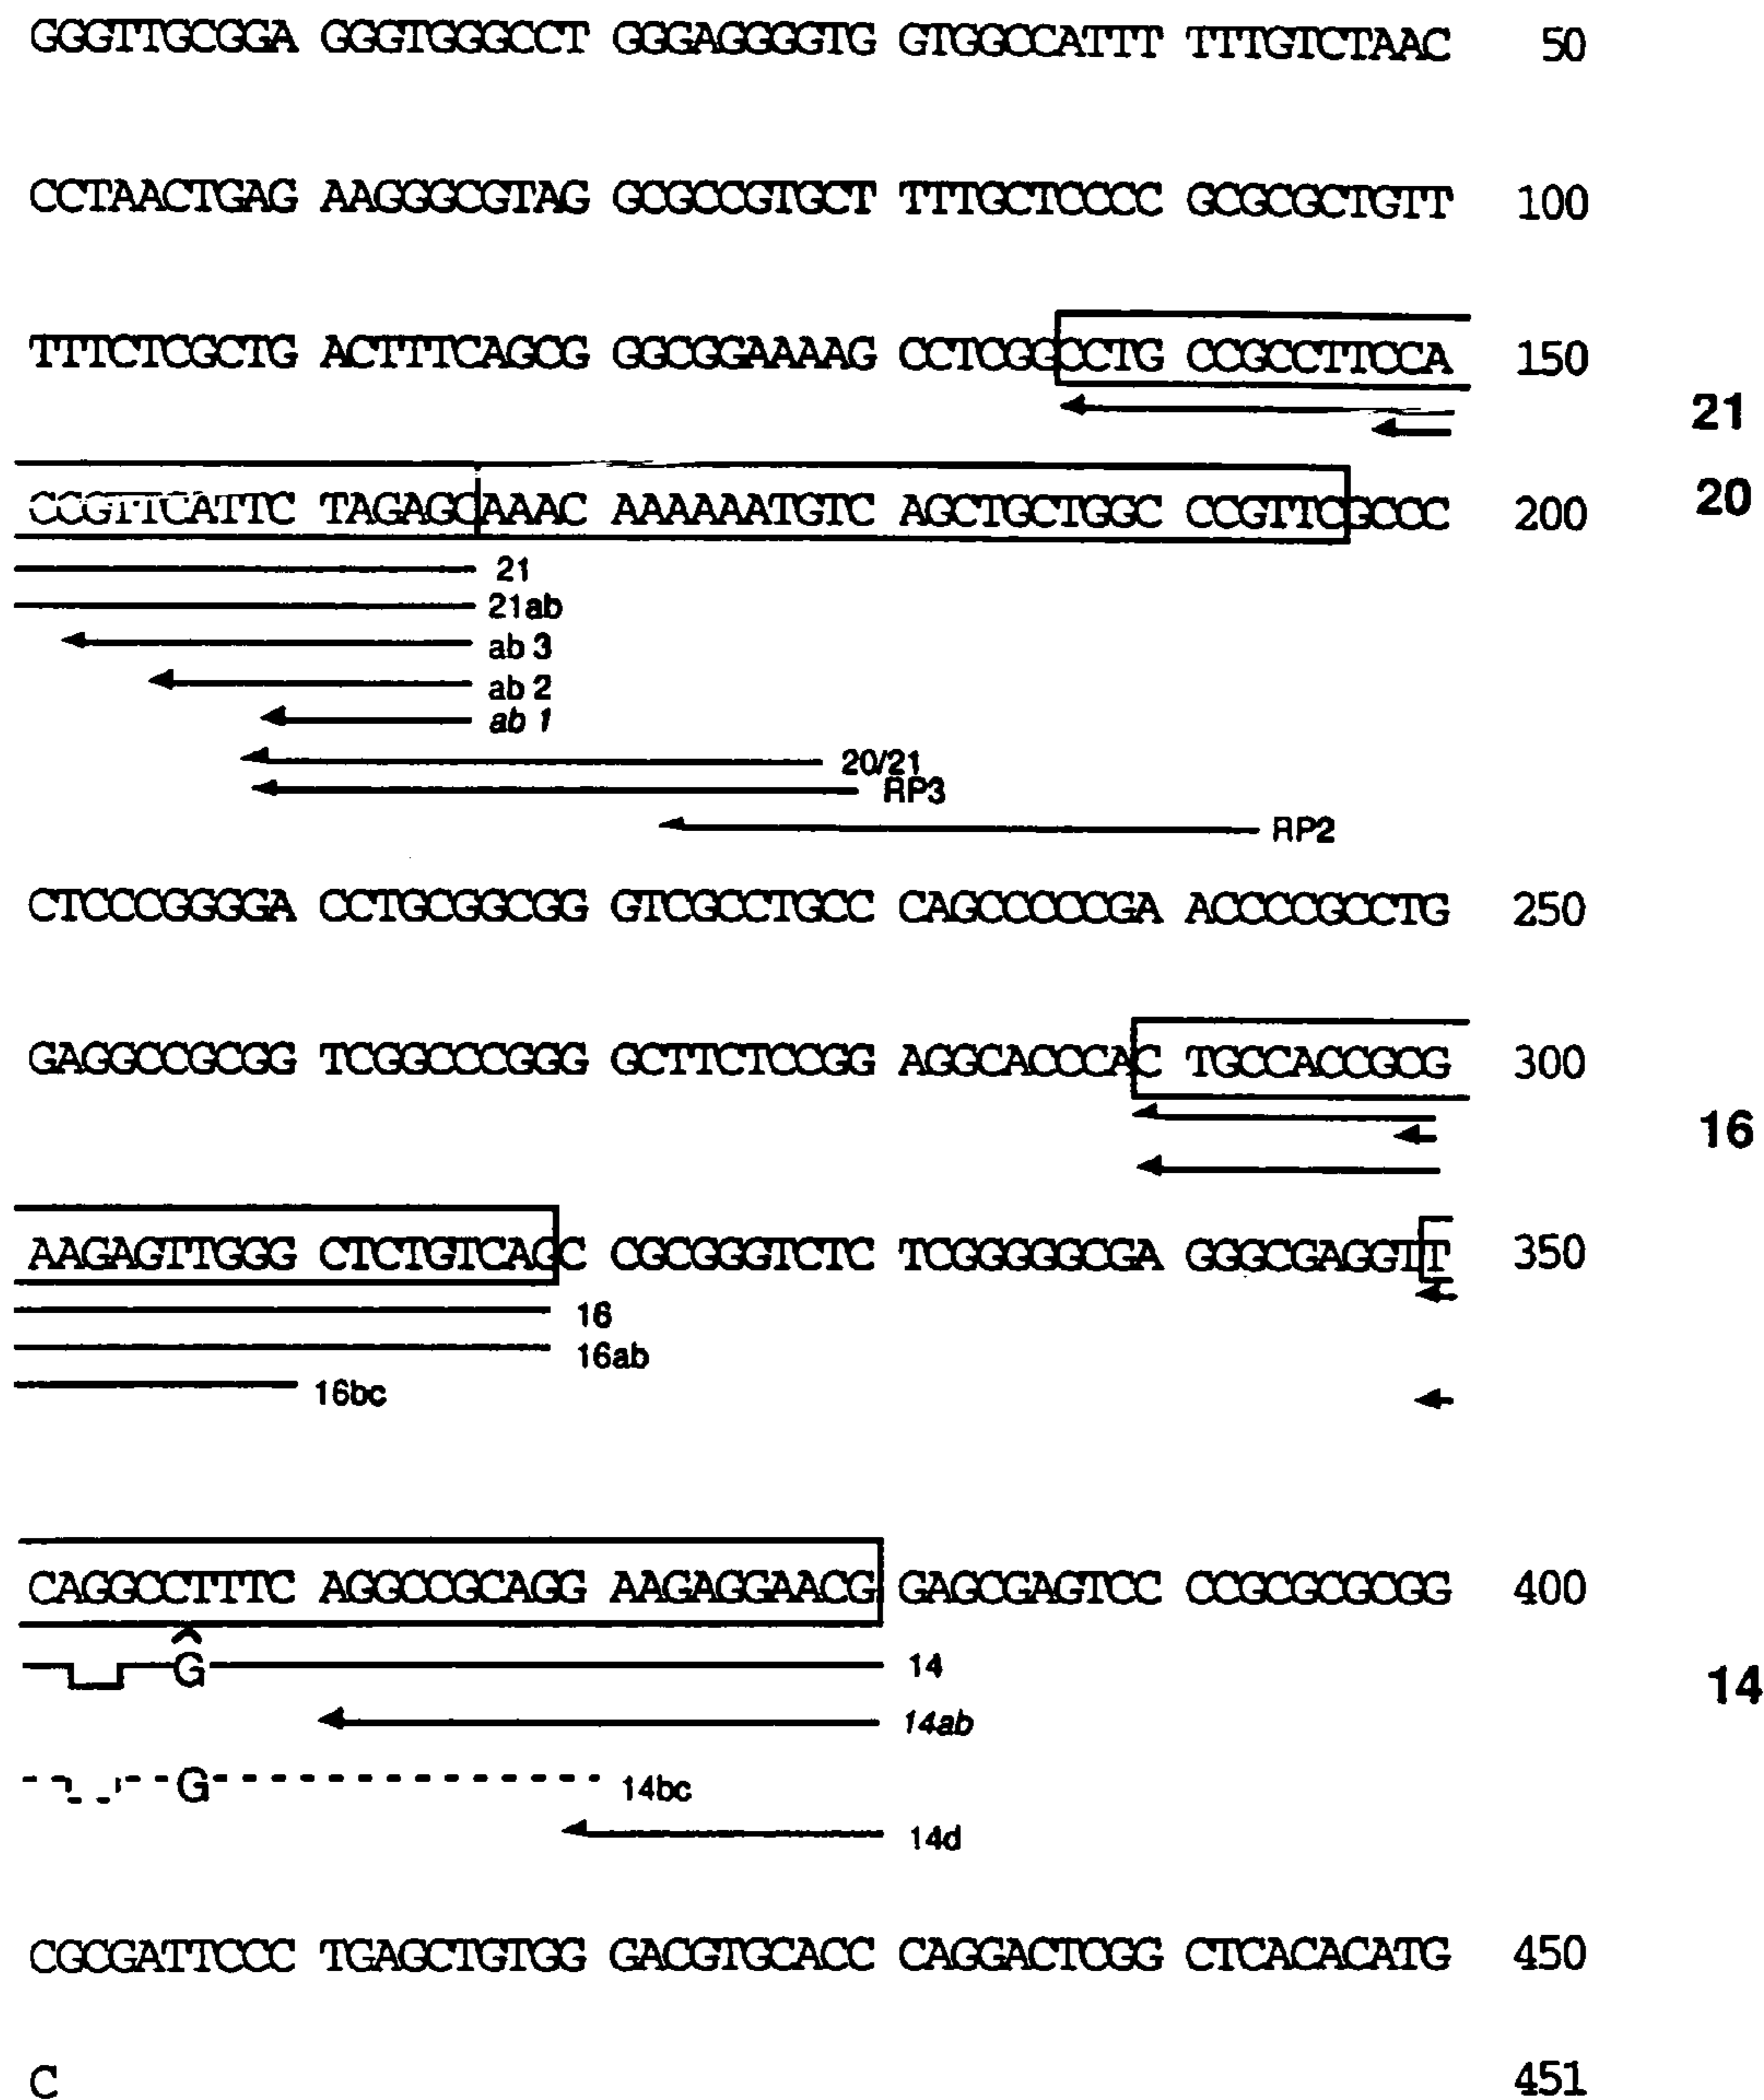 GGGTTGCGGA GGGTGGGCCT GGGAGGGGTG GTGGCCATTT TTTGTCTAAC 50
CCTAACTGAG AAGGGCGTAG GCGCCGTGCT TTTGCTCCCC GCGCGCTGTT 100
TTTCTCGCTG ACTTTCAGCG GGCGGAAAAG CCTCGGCCTG CCGCCTTCCA 150
21
CCGTTCATTC TAGAGCAAAC AAAAAATGTC AGCTGCTGGC CCGTTCGCCC 200
20
21
21ab
ab 3
ab 2
ab 1
20/21
RP3
RP2
CTCCCGGGGA CCTGCGGCGG GTCGCCTGCC CAGCCCCCGA ACCCCGCCTG 250
GAGGCCGCGG TCGGCCCGGG GCTTCTCCGG AGGCACCCAC TGCCACCGCG 300
16
AAGAGTTGGG CTCTGTCAGC CGCGGGTCTC TCGGGGGCGA GGGCGAGGTT 350
16
16ab
16bc
CAGGCCTTTC AGGCCGCAGG AAGAGGAACG GAGCGAGTCC CCGCGCGCGG 400
G 14
14
14ab
G 14bc
14d
CGCGATTCCC TGAGCTGTGG GACGTGCACC CAGGACTCGG CTCACACATG 450
C 451